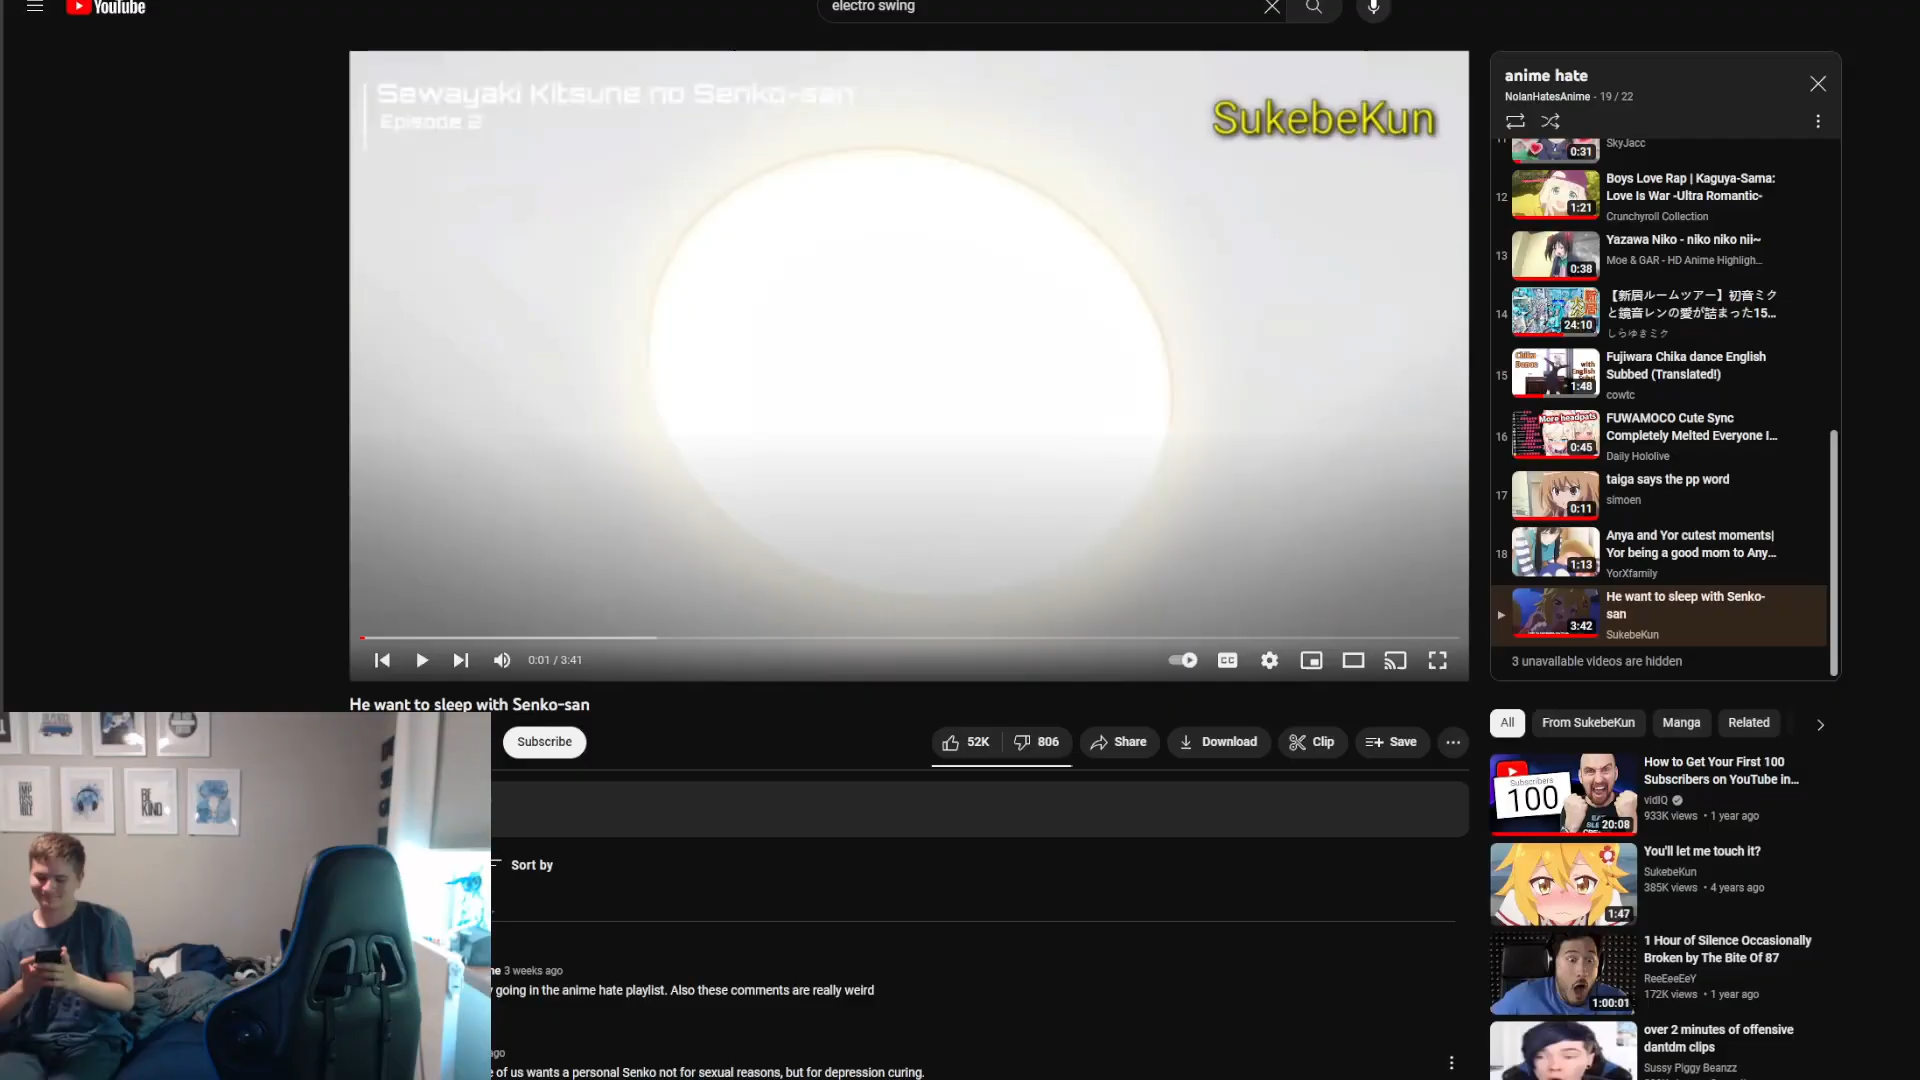 YouTube
electro swing
Sewayaki Kitsune no Senko-san
Episode 2
SukebeKun
0:01 / 3:41
CC
He want to sleep with Senko-san
Subscribe
52K
806
Share
Download
Clip
Save
Sort by
3 weeks ago
going in the anime hate playlist. Also these comments are really weird
ago
of us wants a personal Senko not for sexual reasons, but for depression curing.
BE
KIND
anime hate
NolanHatesAnime - 19 / 22
0:31
SkyJacc
12
1:21
Boys Love Rap | Kaguya-Sama:
Love Is War -Ultra Romantic-
Crunchyroll Collection
13
0:38
Yazawa Niko - niko niko nii~
Moe & GAR - HD Anime Highligh...
14
24:10
【新居ルームツアー】初音ミク
と鏡音レンの愛が詰まった15...
しらゆきミク
15
Chika
Dance
with
English
1:48
Fujiwara Chika dance English
Subbed (Translated!)
cowtc
16
More headpats
0:45
FUWAMOCO Cute Sync
Completely Melted Everyone I...
Daily Hololive
17
0:11
taiga says the pp word
simoen
18
1:13
Anya and Yor cutest moments|
Yor being a good mom to Any...
YorXfamily
3:42
He want to sleep with Senko-
san
SukebeKun
3 unavailable videos are hidden
All
From SukebeKun
Manga
Related
Subscribers
100
20:08
How to Get Your First 100
Subscribers on YouTube in...
vidIQ
933K views • 1 year ago
1:47
You'll let me touch it?
SukebeKun
385K views • 4 years ago
1:00:01
1 Hour of Silence Occasionally
Broken by The Bite Of 87
ReeEeeEeY
172K views • 1 year ago
over 2 minutes of offensive
dantdm clips
Sussy Piggy Beanzz